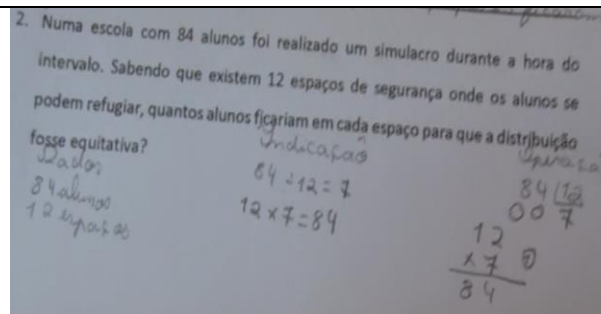 2. Numa escola com 84 alunos foi realizado um simulacro durante a hora do
intervalo. Sabendo que existem 12 espaços de segurança onde os alunos se
podem refugiar, quantos alunos ficariam em cada espaço para que a distribuição
fosse equitativa?
Dados
84 alunos
12 espaços
Indicação
84 ÷ 12 = 7
12 × 7 = 84
84 | 12
00 7
12
× 7
84